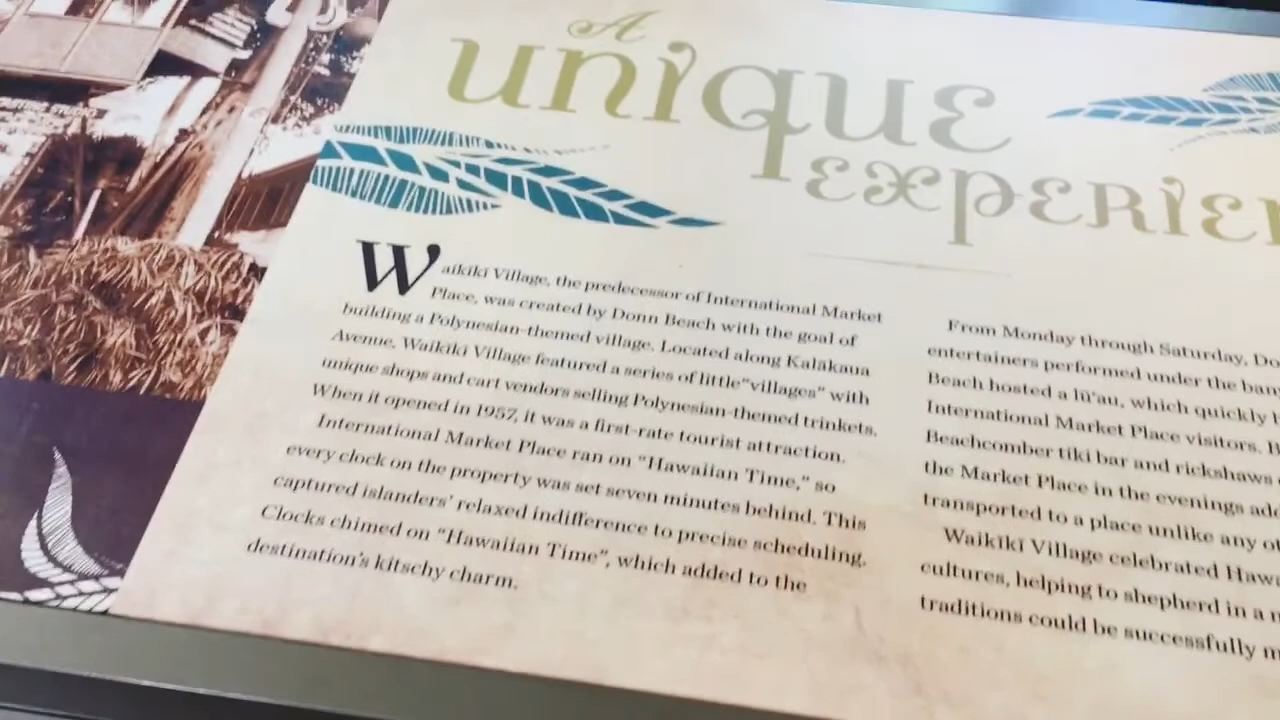 A
unique
experien
Waikīkī Village, the predecessor of International Market
Place, was created by Donn Beach with the goal of
building a Polynesian-themed village. Located along Kalākaua
Avenue, Waikīkī Village featured a series of little"villages" with
unique shops and cart vendors selling Polynesian-themed trinkets.
When it opened in 1957, it was a first-rate tourist attraction.
International Market Place ran on "Hawaiian Time," so
every clock on the property was set seven minutes behind. This
captured islanders' relaxed indifference to precise scheduling.
Clocks chimed on "Hawaiian Time", which added to the
destination's kitschy charm.
From Monday through Saturday, Do
entertainers performed under the ban
Beach hosted a lū'au, which quickly
International Market Place visitors.
Beachcomber tiki bar and rickshaws
the Market Place in the evenings ad
transported to a place unlike any ot
Waikīkī Village celebrated Hawa
cultures, helping to shepherd in a
traditions could be successfully m